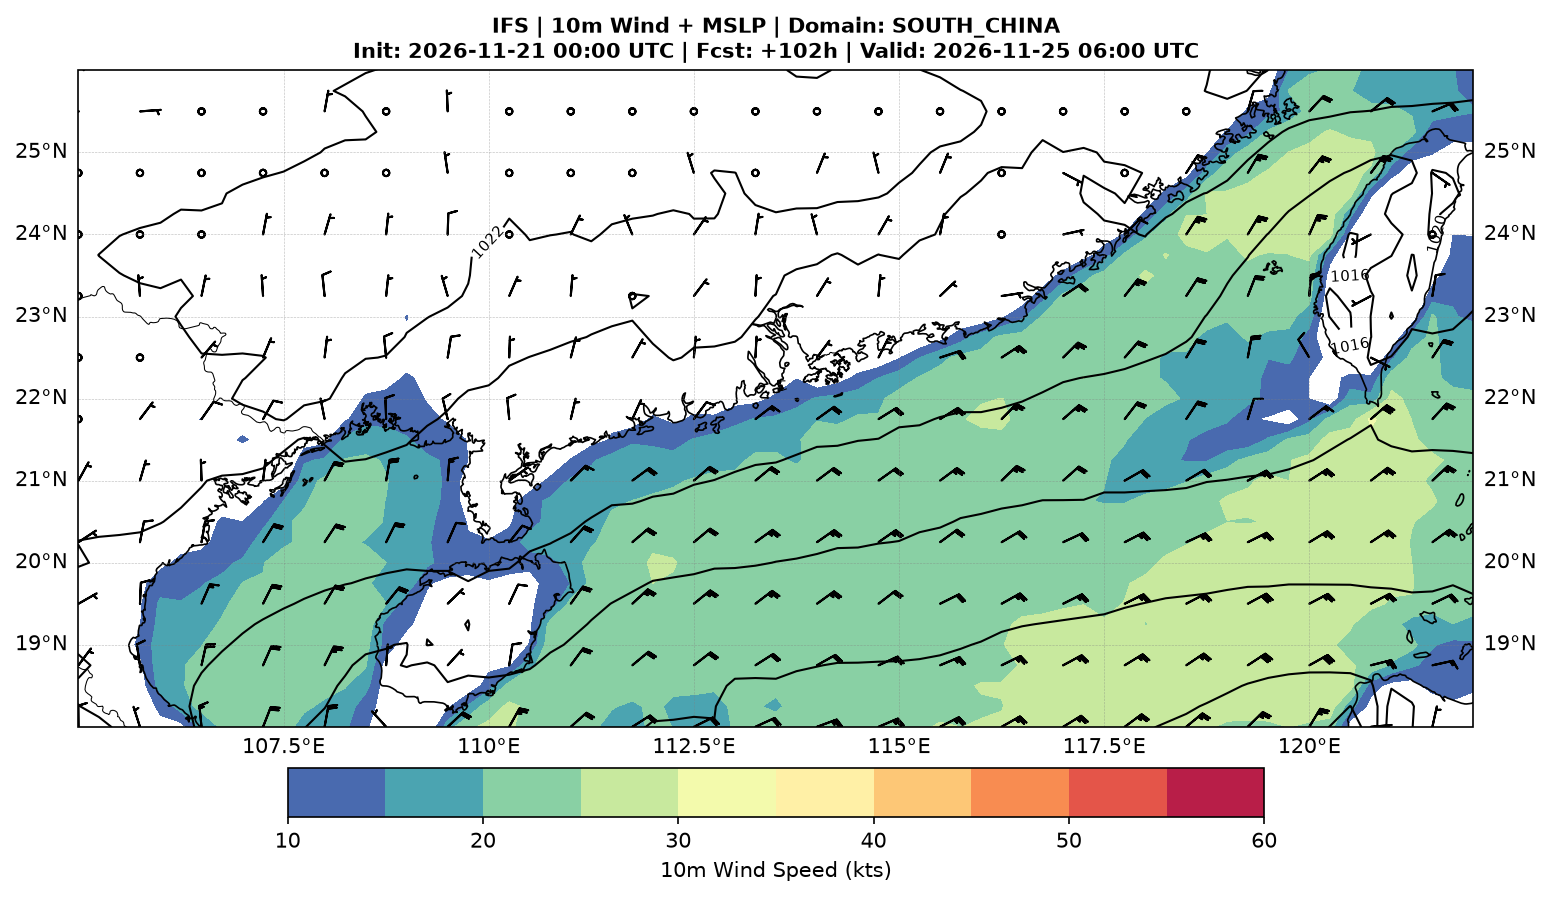 IFS | 10m Wind + MSLP | Domain: SOUTH_CHINA
Init: 2026-11-21 00:00 UTC | Fcst: +102h | Valid: 2026-11-25 06:00 UTC
25°N
24°N
23°N
22°N
21°N
20°N
19°N
1022
1020
1016
1016
25°N
24°N
23°N
22°N
21°N
20°N
19°N
107.5°E 110°E 112.5°E 115°E 117.5°E 120°E
10 20 30 40 50 60
10m Wind Speed (kts)